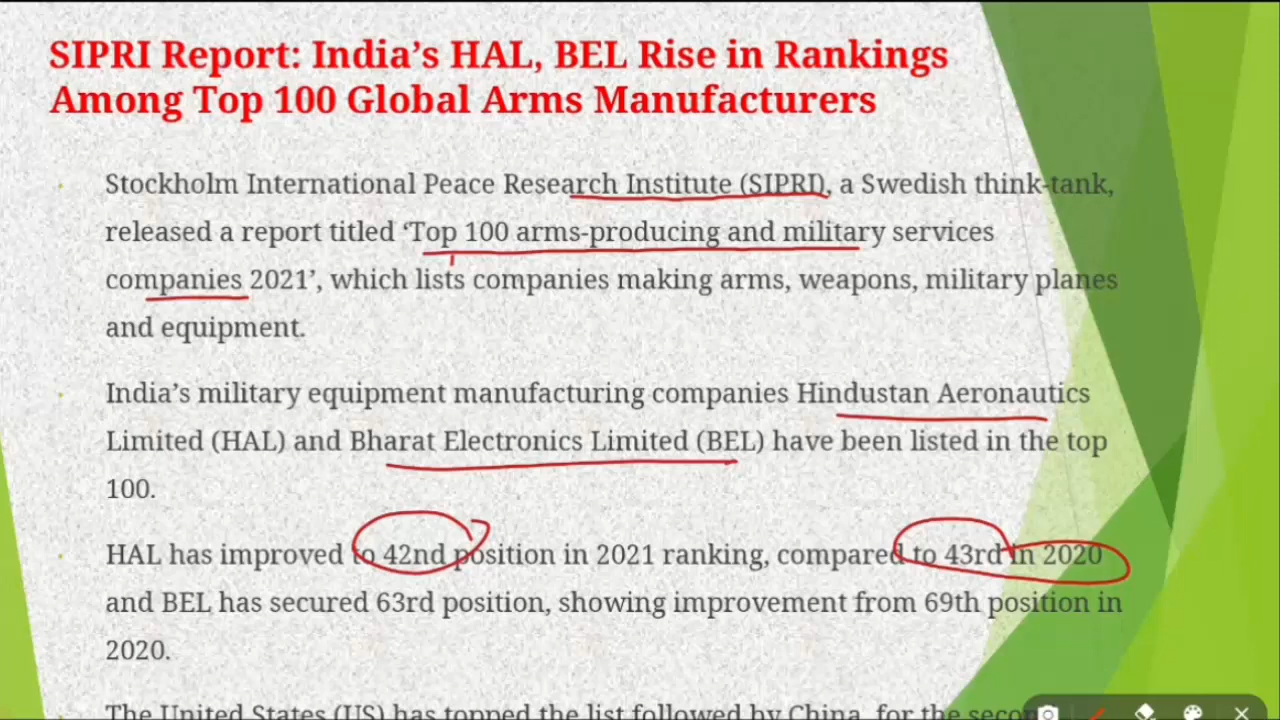 SIPRI Report: India’s HAL, BEL Rise in Rankings
Among Top 100 Global Arms Manufacturers
Stockholm International Peace Research Institute (SIPRI), a Swedish think-tank,
released a report titled ‘Top 100 arms-producing and military services
companies 2021’, which lists companies making arms, weapons, military planes
and equipment.
India’s military equipment manufacturing companies Hindustan Aeronautics
Limited (HAL) and Bharat Electronics Limited (BEL) have been listed in the top
100.
HAL has improved to 42nd position in 2021 ranking, compared to 43rd in 2020
and BEL has secured 63rd position, showing improvement from 69th position in
2020.
The United States (US) has topped the list followed by China, for the secon